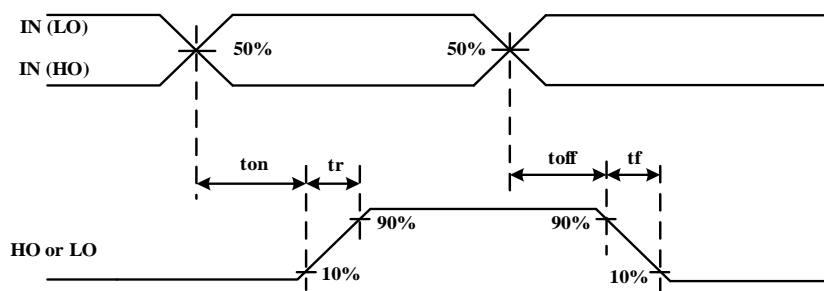 IN (LO)
50%
50%
IN (HO)
ton
tr
toff
tf
90%
90%
HO or LO
10%
10%